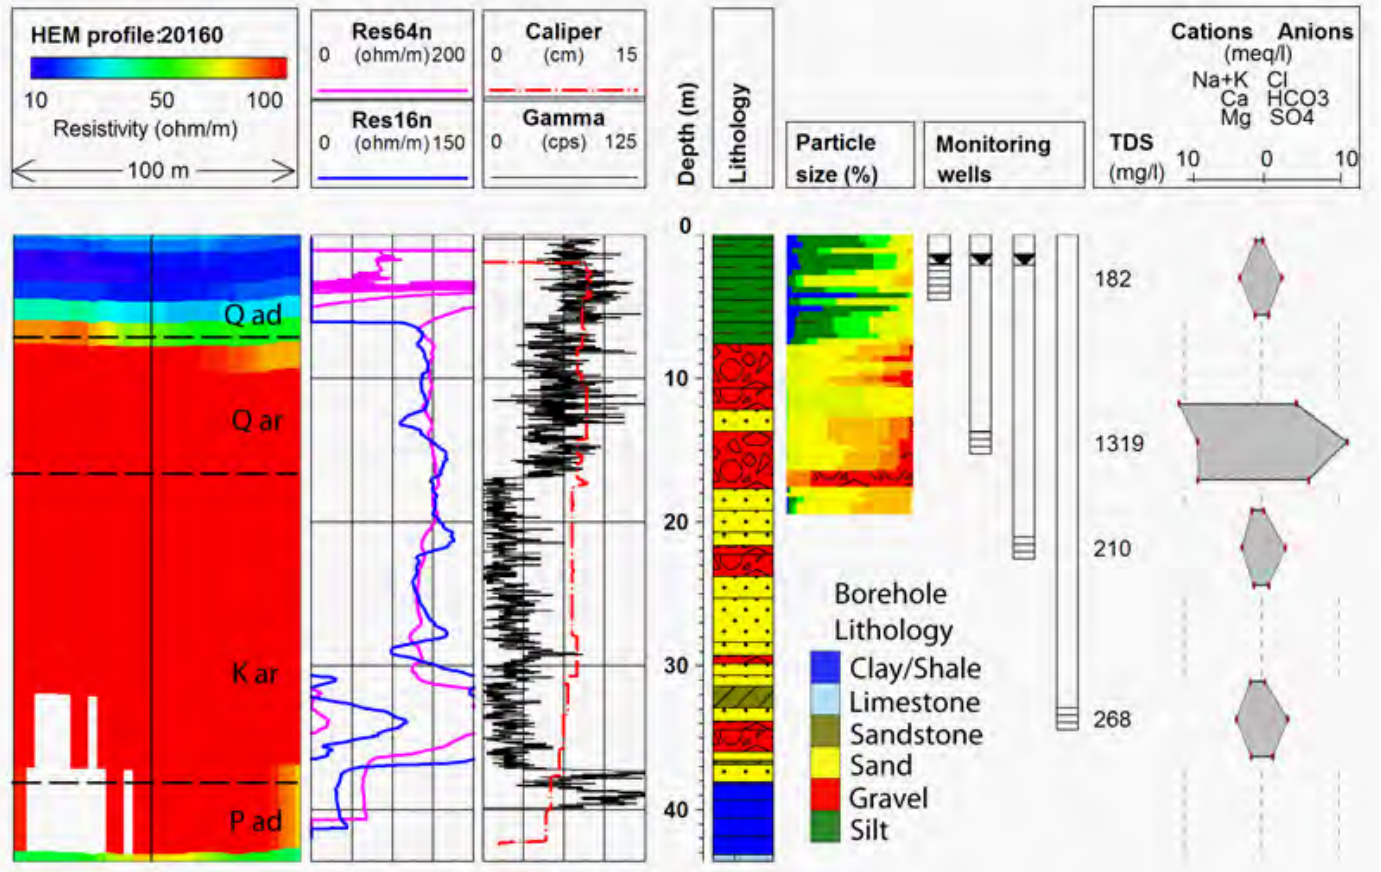 HEM profile:20160
10 50 100
Resistivity (ohm/m)
100 m
Res64n
0 (ohm/m) 200
Res16n
0 (ohm/m) 150
Caliper
0 (cm) 15
Gamma
0 (cps) 125
Depth (m)
Lithology
Particle
size (%)
Monitoring
wells
Cations Anions
(meq/l)
Na+K Cl
Ca HCO3
Mg SO4
TDS
(mg/l)
10 0 10
Q ad
Q ar
K ar
P ad
0
10
20
30
40
182
1319
210
268
Borehole
Lithology
Clay/Shale
Limestone
Sandstone
Sand
Gravel
Silt